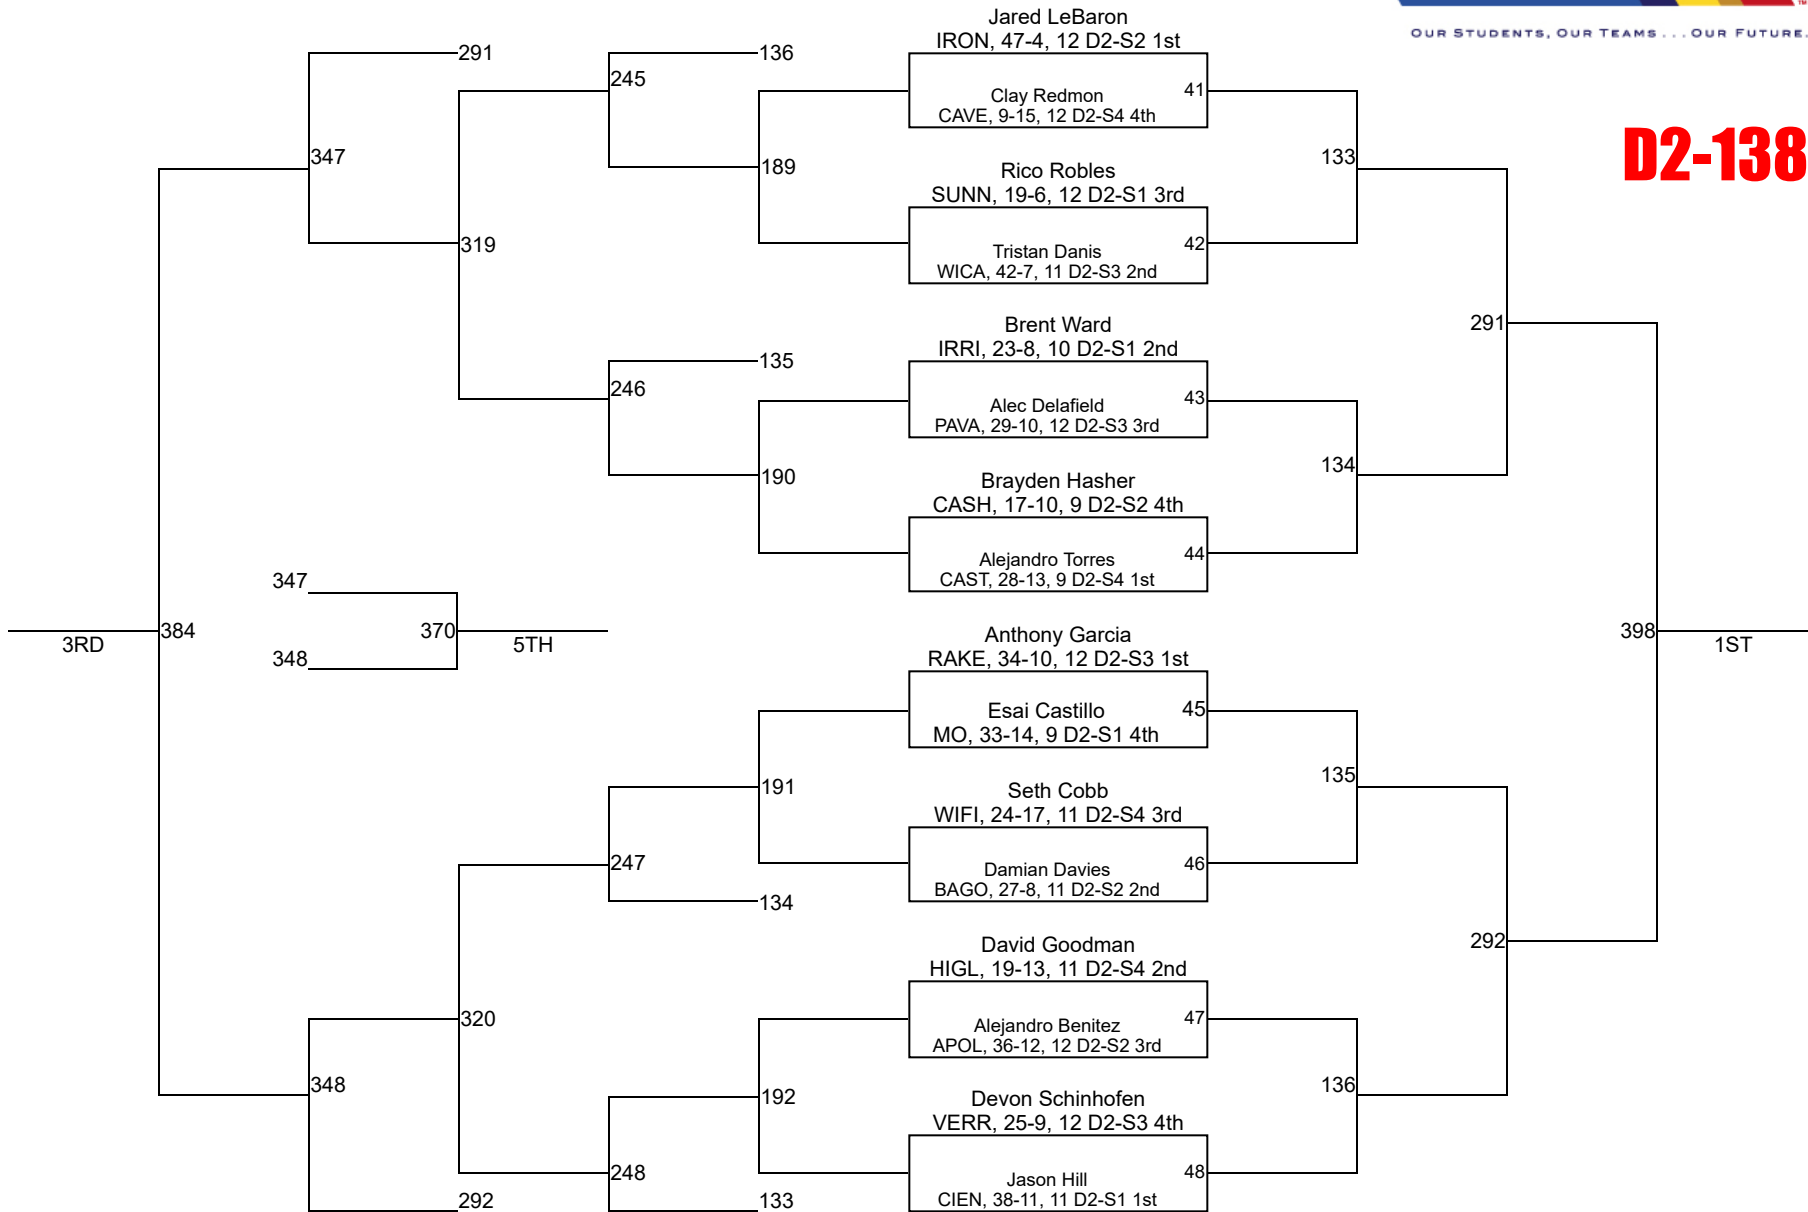 OUR STUDENTS, OUR TEAMS . . . OUR FUTURE.
TM
D2-138
Jared LeBaron
IRON, 47-4, 12 D2-S2 1st
291
136
245
41
Clay Redmon
CAVE, 9-15, 12 D2-S4 4th
347
189
133
Rico Robles
SUNN, 19-6, 12 D2-S1 3rd
319
42
Tristan Danis
WICA, 42-7, 11 D2-S3 2nd
Brent Ward
291
IRRI, 23-8, 10 D2-S1 2nd
135
246
43
Alec Delafield
PAVA, 29-10, 12 D2-S3 3rd
190
134
Brayden Hasher
CASH, 17-10, 9 D2-S2 4th
44
Alejandro Torres
CAST, 28-13, 9 D2-S4 1st
347
384
370
398
3RD
5TH
1ST
348
Anthony Garcia
RAKE, 34-10, 12 D2-S3 1st
45
Esai Castillo
MO, 33-14, 9 D2-S1 4th
191
135
Seth Cobb
WIFI, 24-17, 11 D2-S4 3rd
247
46
Damian Davies
BAGO, 27-8, 11 D2-S2 2nd
134
David Goodman
292
HIGL, 19-13, 11 D2-S4 2nd
320
47
Alejandro Benitez
APOL, 36-12, 12 D2-S2 3rd
348
192
136
Devon Schinhofen
VERR, 25-9, 12 D2-S3 4th
248
48
Jason Hill
CIEN, 38-11, 11 D2-S1 1st
292
133